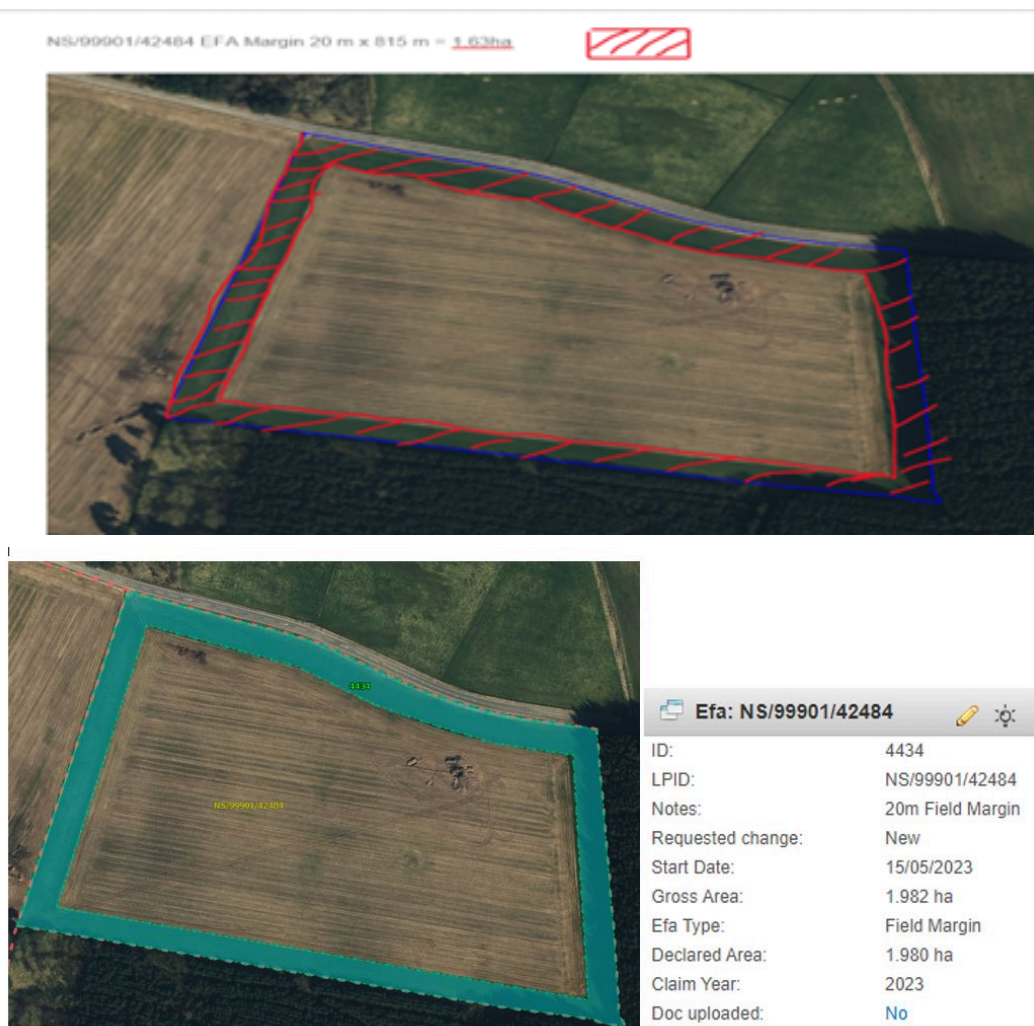 NS/99901/42484 EFA Margin 20 m x 815 m = 1.63ha
4434
NS/99901/42484
Efa: NS/99901/42484
ID: 4434
LPID: NS/99901/42484
Notes: 20m Field Margin
Requested change: New
Start Date: 15/05/2023
Gross Area: 1.982 ha
Efa Type: Field Margin
Declared Area: 1.980 ha
Claim Year: 2023
Doc uploaded: No